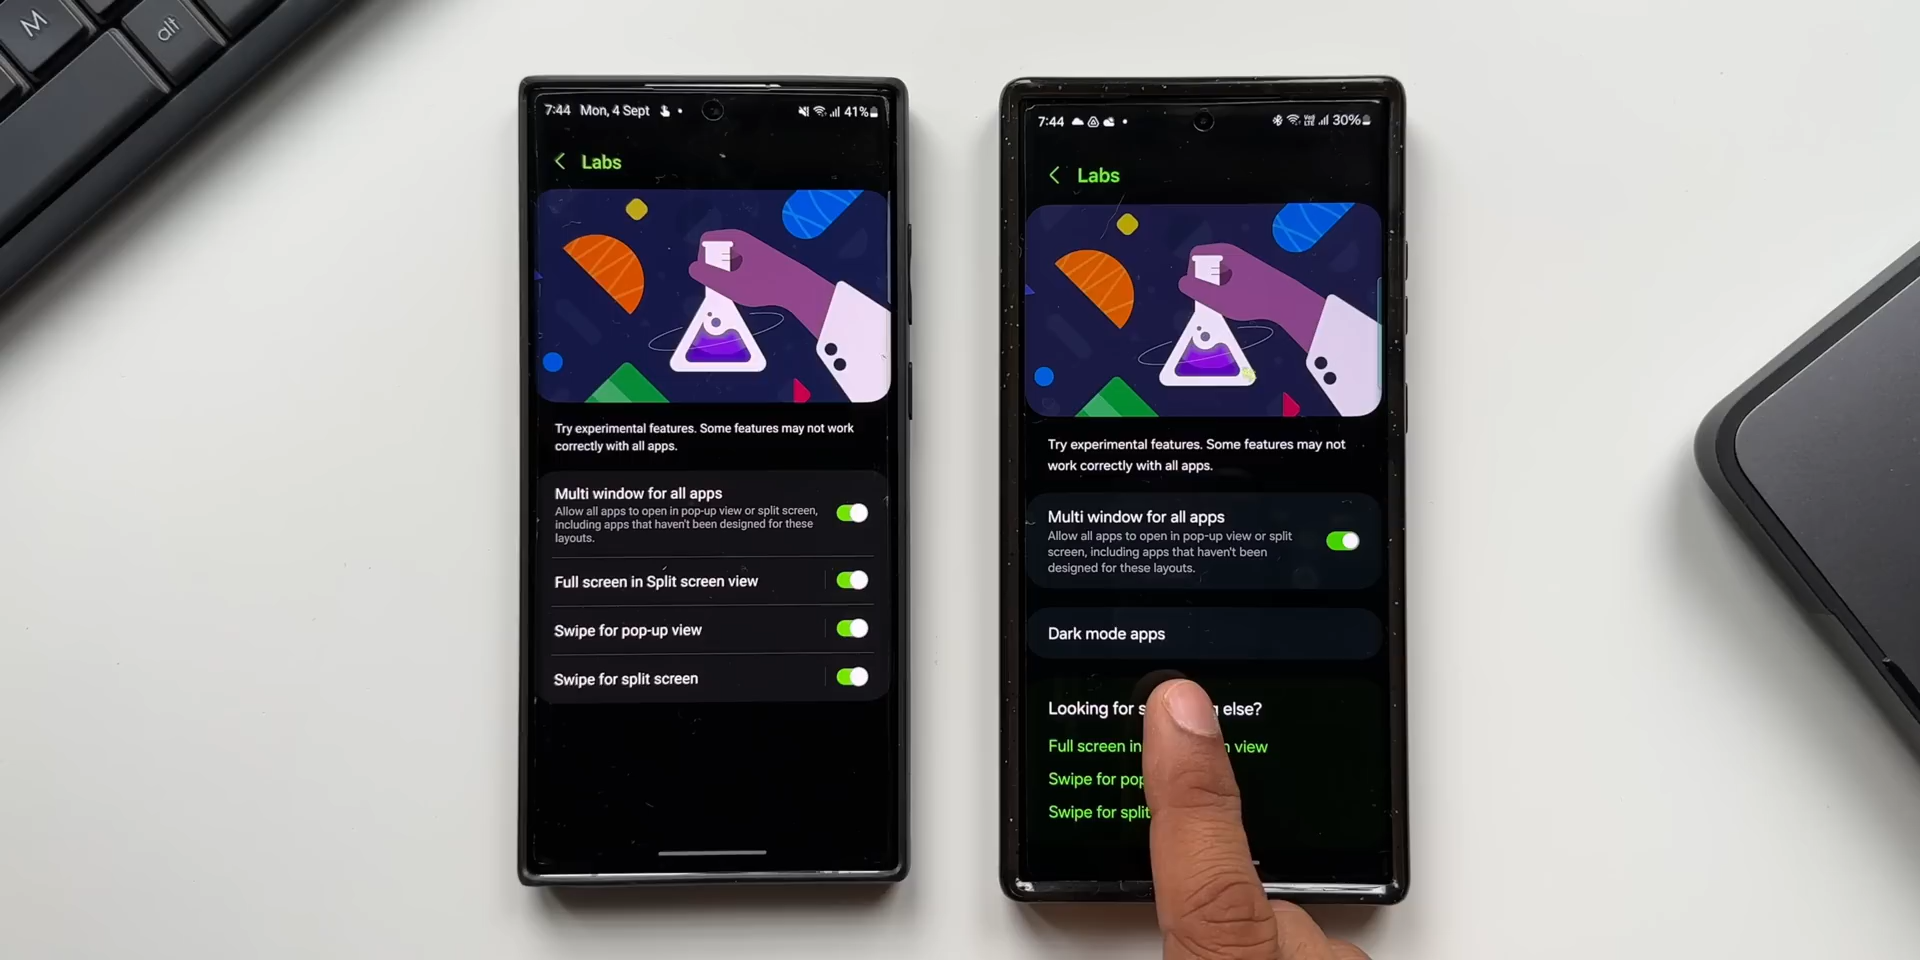 M
alt
7:44 Mon, 4 Sept
41%
Labs
Try experimental features. Some features may not work
correctly with all apps.
Multi window for all apps
Allow all apps to open in pop-up view or split screen,
including apps that haven't been designed for these
layouts.
Full screen in Split screen view
Swipe for pop-up view
Swipe for split screen
7:44
30%
Labs
Try experimental features. Some features may not
work correctly with all apps.
Multi window for all apps
Allow all apps to open in pop-up view or split
screen, including apps that haven't been
designed for these layouts.
Dark mode apps
Looking for else?
Full screen in view
Swipe for
Swipe for split